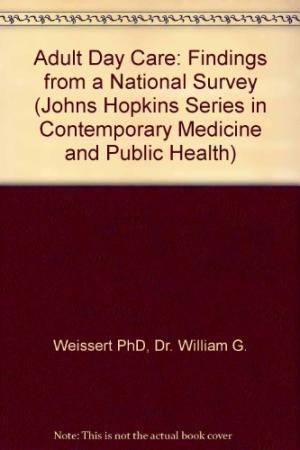 Adult Day Care: Findings
from a National Survey
(Johns Hopkins Series in
Contemporary Medicine
and Public Health)
Weissert PhD, Dr. William G.
Note: This is not the actual book cover